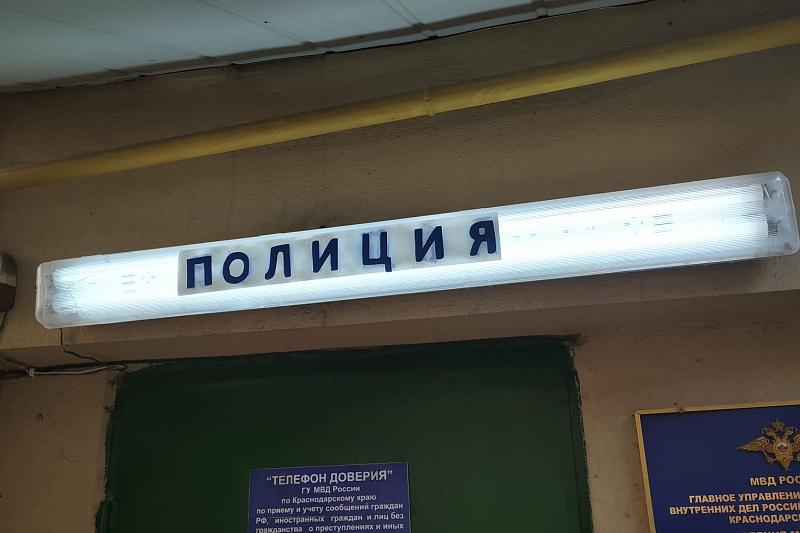 ПОЛИЦИЯ
"ТЕЛЕФОН ДОВЕРИЯ"
ГУ МВД России
по Краснодарскому краю
по приему и учету сообщений граждан
РФ, иностранных граждан и лиц без
гражданства о преступлениях и иных
МВД РОС
ГЛАВНОЕ УПРАВЛЕНИ
ВНУТРЕННИХ ДЕЛ РОССИ
КРАСНОДАРС